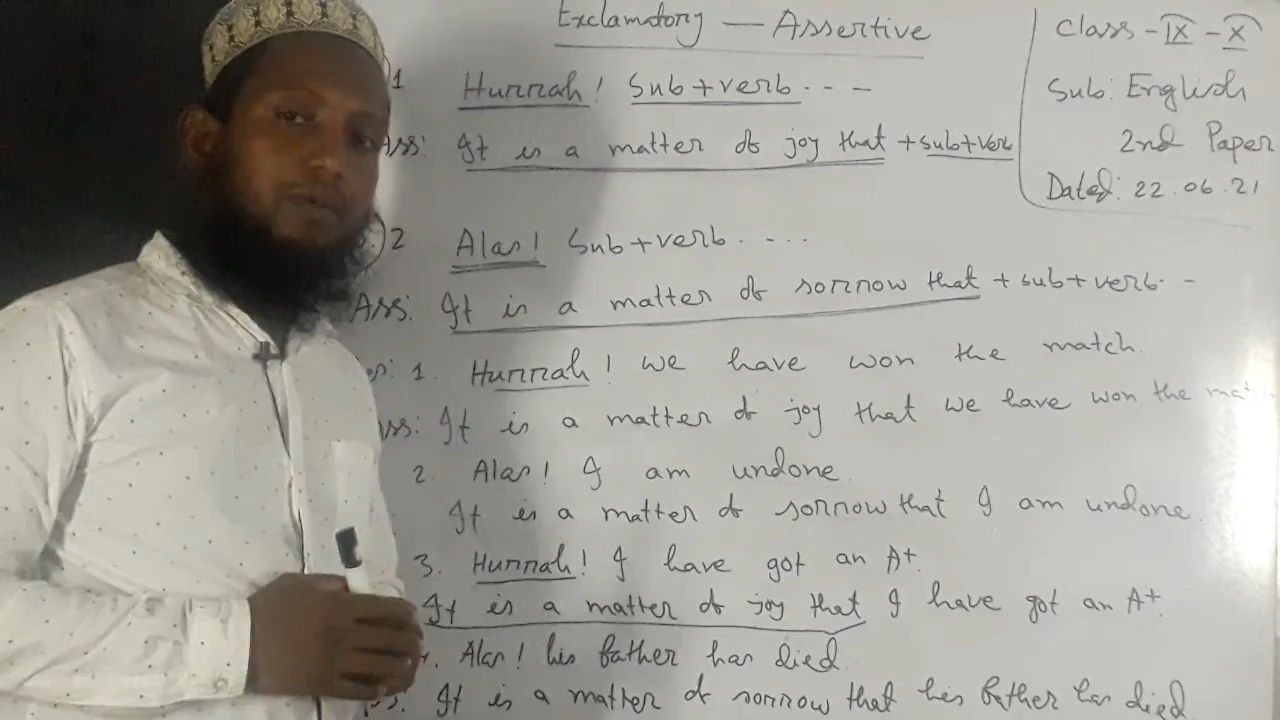 Exclamatory — Assertive
Class - IX - X
Sub: English
2nd Paper
Dated: 22.06.21
1 Hurrah! Sub+verb - - -
Ass: It is a matter of joy that + sub+verb
2 Alas! Sub+verb. - . . .
Ass: It is a matter of sorrow that + sub+verb. -
1. Hurrah! we have won the match.
Ass: It is a matter of joy that we have won the
2. Alas! I am undone.
It is a matter of sorrow that I am undone.
3. Hurrah! I have got an A+.
It is a matter of joy that I have got an A+.
Alas! his father has died.
It is a matter of sorrow that his father has died.